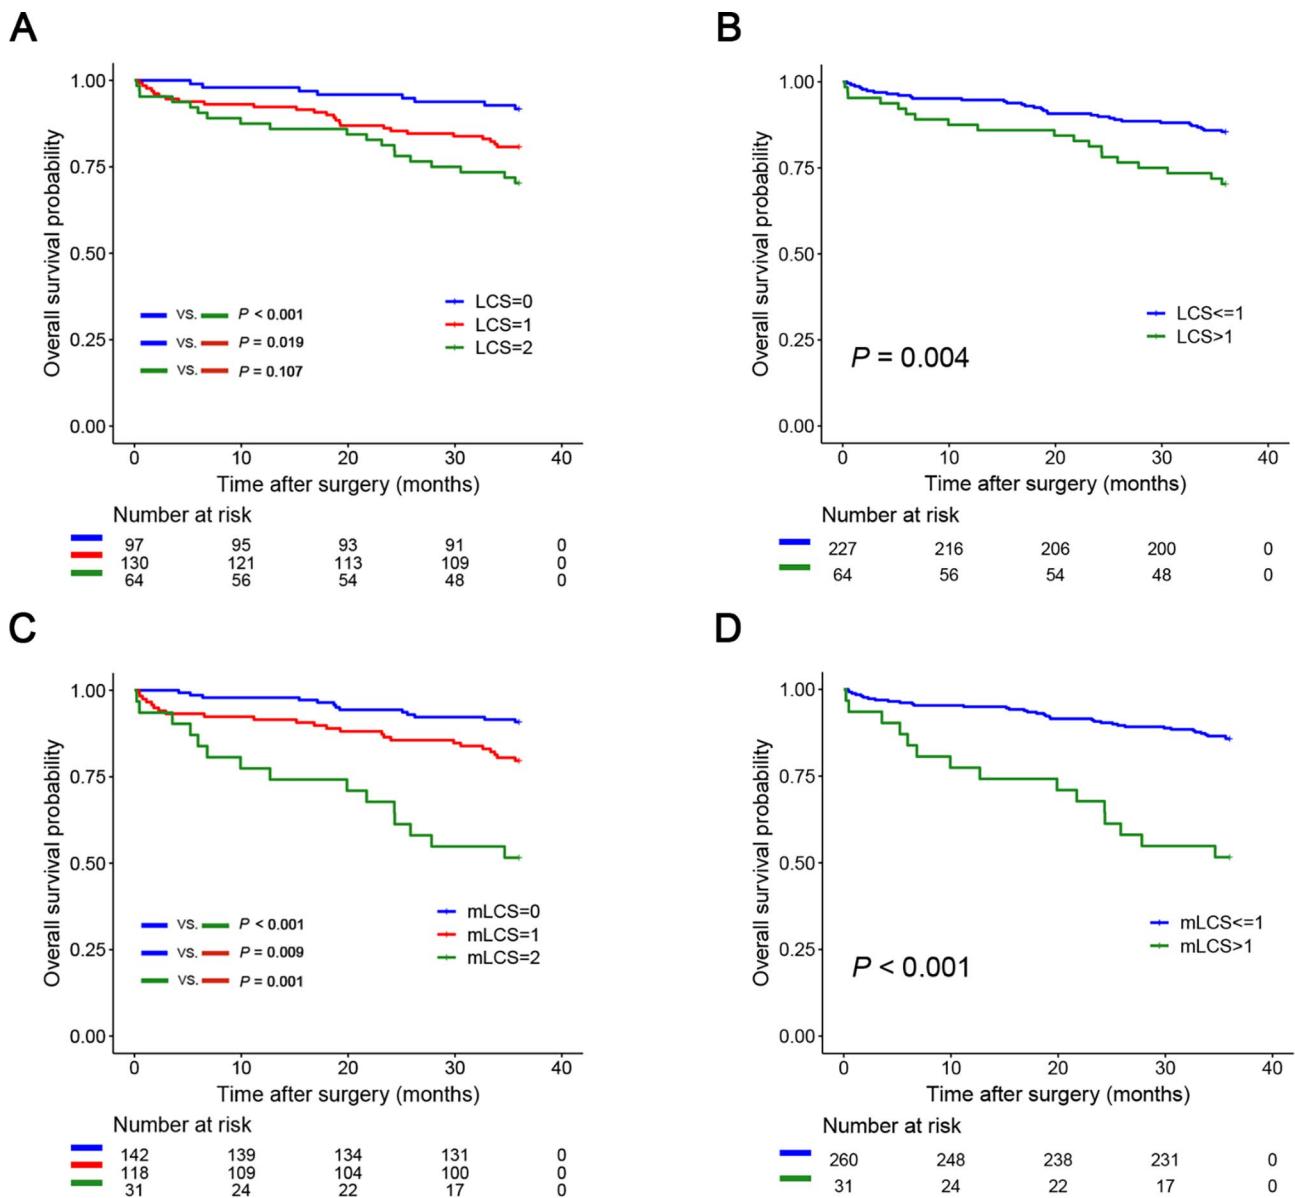 A
Overall survival probability
1.00
0.75
0.50
0.25
0.00
LCS=0
LCS=1
LCS=2
vs. P < 0.001
vs. P = 0.019
vs. P = 0.107
0 10 20 30 40
Time after surgery (months)
Number at risk
97 95 93 91 0
130 121 113 109 0
64 56 54 48 0
B
Overall survival probability
1.00
0.75
0.50
0.25
0.00
LCS<=1
LCS>1
P = 0.004
0 10 20 30 40
Time after surgery (months)
Number at risk
227 216 206 200 0
64 56 54 48 0
C
Overall survival probability
1.00
0.75
0.50
0.25
0.00
mLCS=0
mLCS=1
mLCS=2
vs. P < 0.001
vs. P = 0.009
vs. P = 0.001
0 10 20 30 40
Time after surgery (months)
Number at risk
142 139 134 131 0
118 109 104 100 0
31 24 22 17 0
D
Overall survival probability
1.00
0.75
0.50
0.25
0.00
mLCS<=1
mLCS>1
P < 0.001
0 10 20 30 40
Time after surgery (months)
Number at risk
260 248 238 231 0
31 24 22 17 0